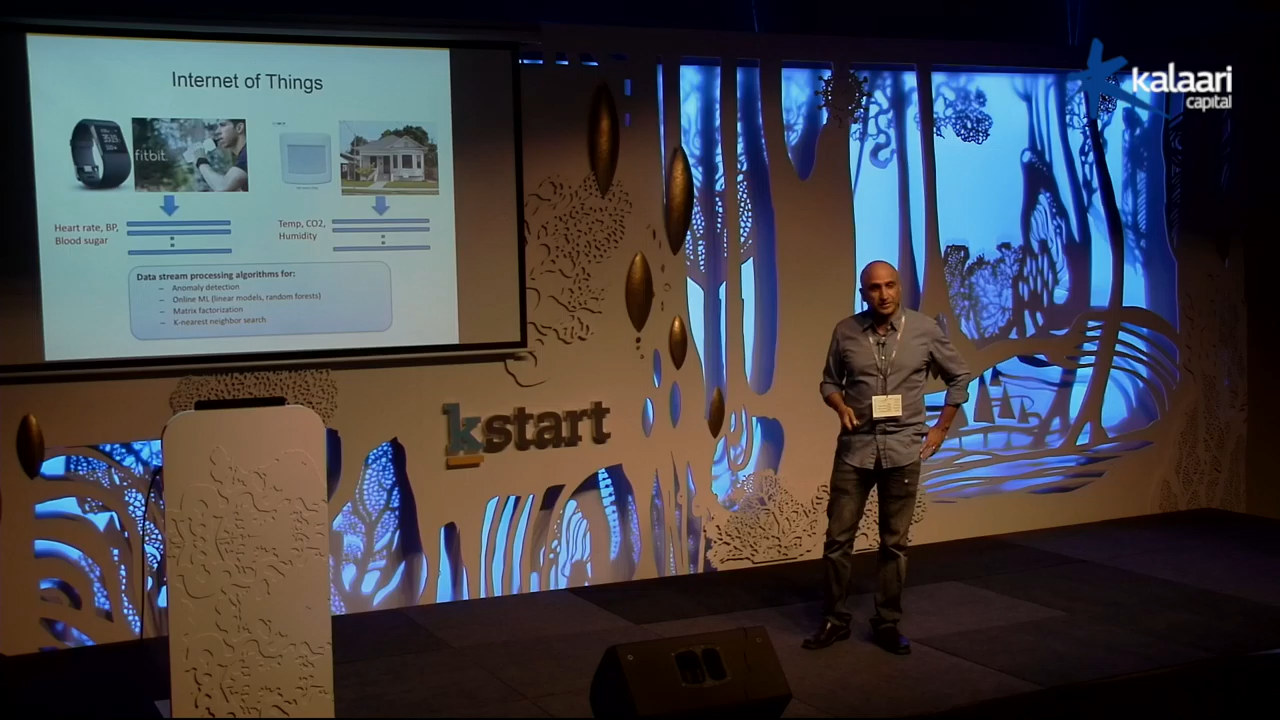 Internet of Things
fitbit.
Heart rate, BP,
Blood sugar
Temp, CO2,
Humidity
Data stream processing algorithms for:
– Anomaly detection
– Online ML (linear models, random forests)
– Matrix factorization
– K-nearest neighbor search
kstart
kalaari
capital